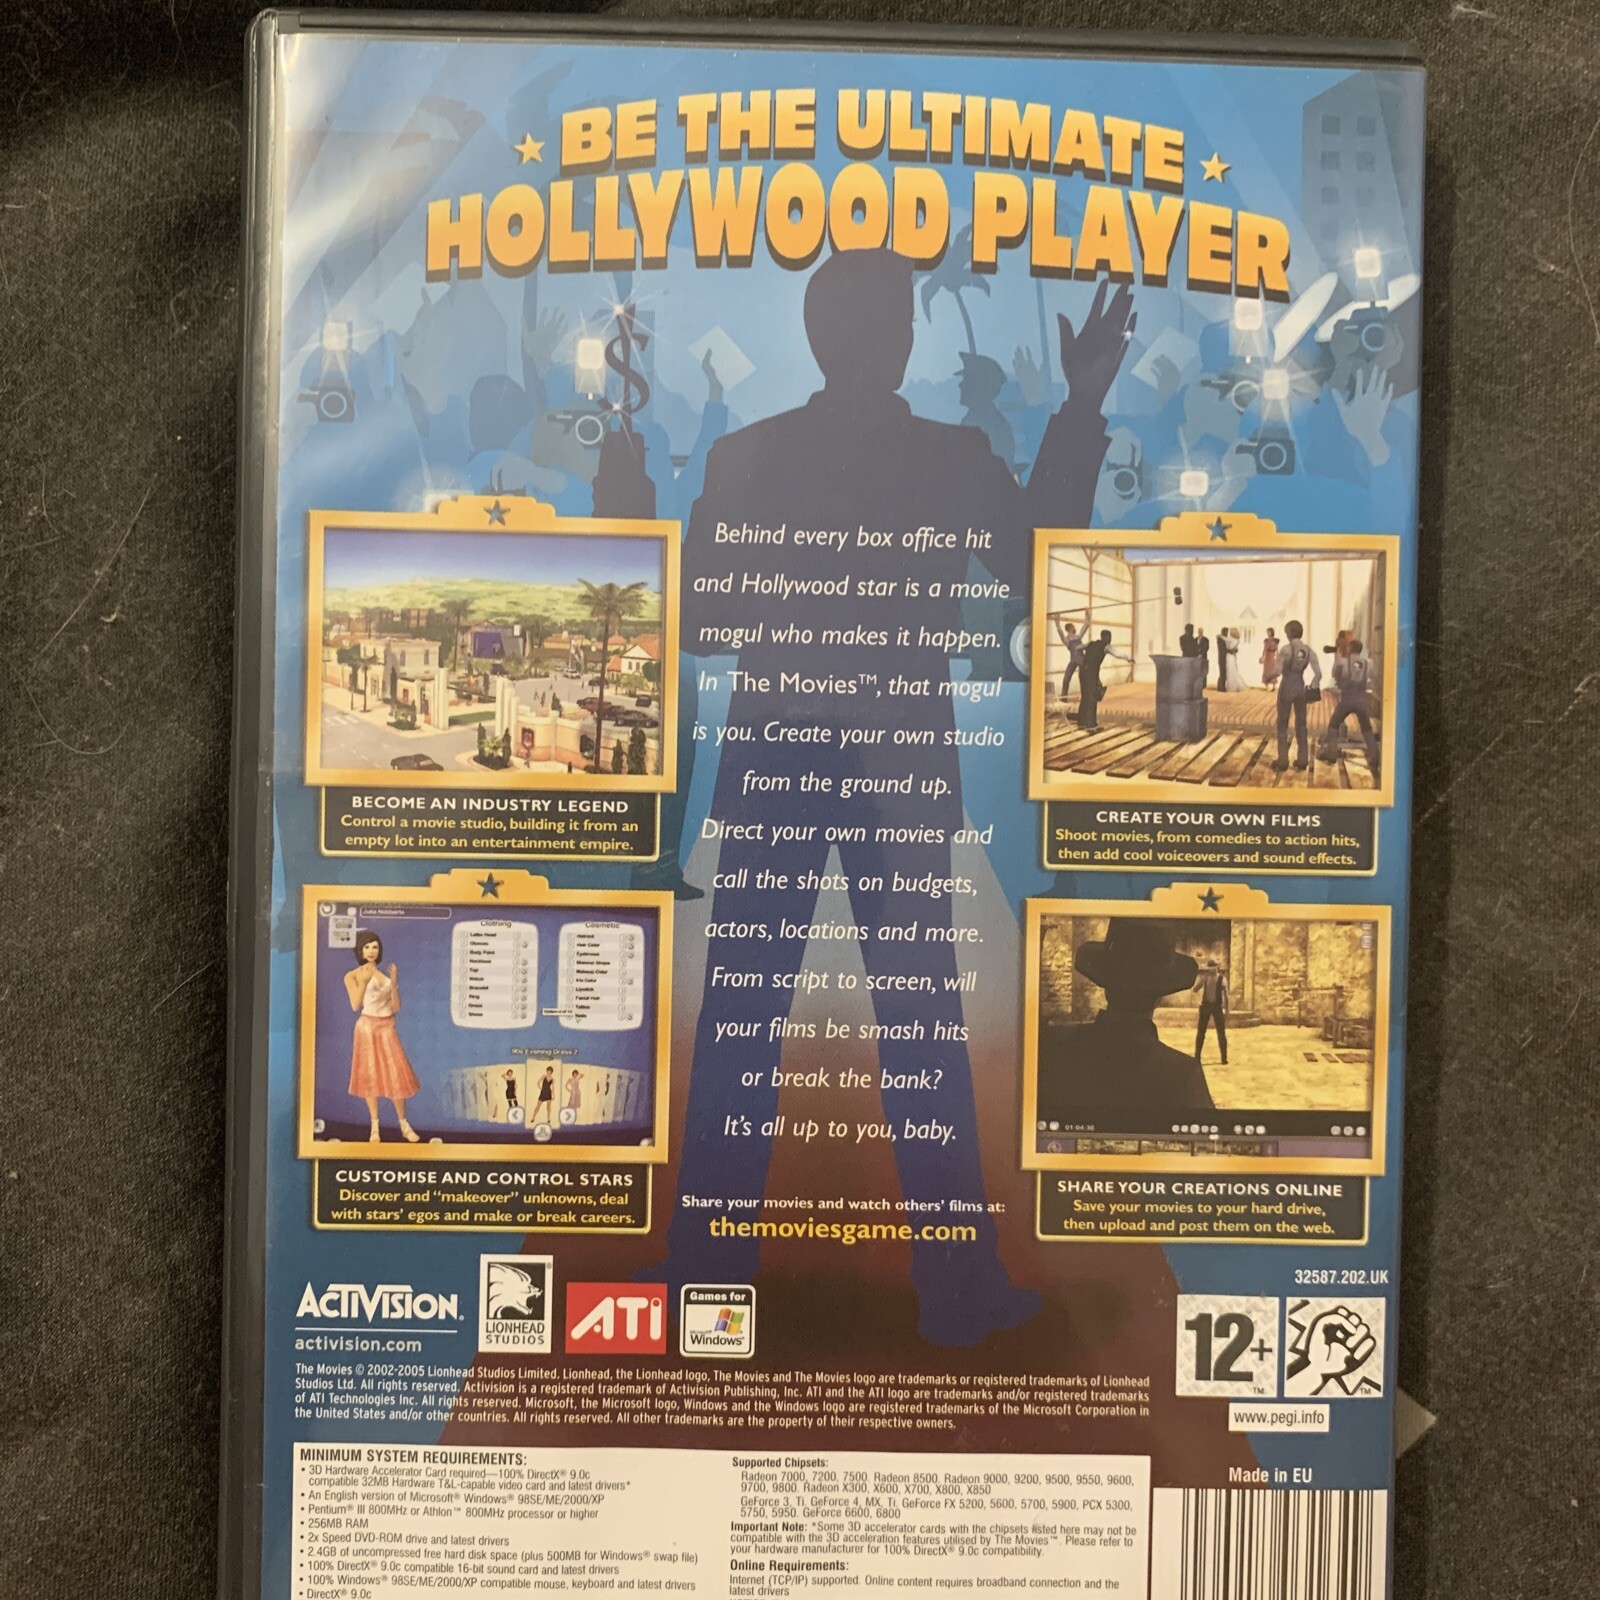 BE THE ULTIMATE
HOLLYWOOD PLAYER
Behind every box office hit
and Hollywood star is a movie
mogul who makes it happen.
In The Movies™, that mogul
is you. Create your own studio
from the ground up.
Direct your own movies and
call the shots on budgets,
actors, locations and more.
From script to screen, will
your films be smash hits
or break the bank?
It's all up to you, baby.
BECOME AN INDUSTRY LEGEND
Control a movie studio, building it from an
empty lot into an entertainment empire.
CREATE YOUR OWN FILMS
Shoot movies, from comedies to action hits,
then add cool voiceovers and sound effects.
Clothing
Cosmetic
90s Evening Dress 2
CUSTOMISE AND CONTROL STARS
Discover and "makeover" unknowns, deal
with stars' egos and make or break careers.
SHARE YOUR CREATIONS ONLINE
Save your movies to your hard drive,
then upload and post them on the web.
Share your movies and watch others' films at:
themoviesgame.com
32587.202.UK
ACTIVISION.
activision.com
LIONHEAD
STUDIOS
ATI
Games for
Microsoft
Windows
12+
www.pegi.info
The Movies © 2002-2005 Lionhead Studios Limited. Lionhead, the Lionhead logo, The Movies and The Movies logo are trademarks or registered trademarks of Lionhead
Studios Ltd. All rights reserved. Activision is a registered trademark of Activision Publishing, Inc. ATI and the ATI logo are trademarks and/or registered trademarks
of ATI Technologies Inc. All rights reserved. Microsoft, the Microsoft logo, Windows and the Windows logo are registered trademarks of the Microsoft Corporation in
the United States and/or other countries. All rights reserved. All other trademarks are the property of their respective owners.
Made in EU
MINIMUM SYSTEM REQUIREMENTS:
• 3D Hardware Accelerator Card required—100% DirectX® 9.0c
compatible 32MB Hardware T&L-capable video card and latest drivers*
• An English version of Microsoft® Windows® 98SE/ME/2000/XP
• Pentium® III 800MHz or Athlon™ 800MHz processor or higher
• 256MB RAM
• 2x Speed DVD-ROM drive and latest drivers
• 2.4GB of uncompressed free hard disk space (plus 500MB for Windows® swap file)
• 100% DirectX® 9.0c compatible 16-bit sound card and latest drivers
• 100% Windows® 98SE/ME/2000/XP compatible mouse, keyboard and latest drivers
• DirectX® 9.0c
Supported Chipsets:
Radeon 7000, 7200, 7500, Radeon 8500, Radeon 9000, 9200, 9500, 9550, 9600,
9700, 9800. Radeon X300, X600, X700, X800, X850
GeForce 3, Ti, GeForce 4, MX, Ti, GeForce FX 5200, 5600, 5700, 5900, PCX 5300,
5750, 5950. GeForce 6600, 6800
Important Note: *Some 3D accelerator cards with the chipsets listed here may not be
compatible with the 3D acceleration features utilised by The Movies™. Please refer to
your hardware manufacturer for 100% DirectX® 9.0c compatibility.
Online Requirements:
Internet (TCP/IP) supported. Online content requires broadband connection and the
latest drivers